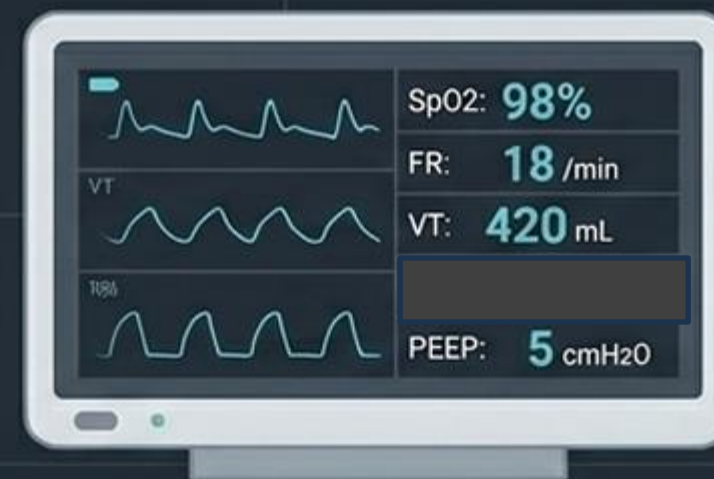 VT
SpO2: 98%
FR: 18 /min
VT: 420 mL
PEEP: 5 cmH2O